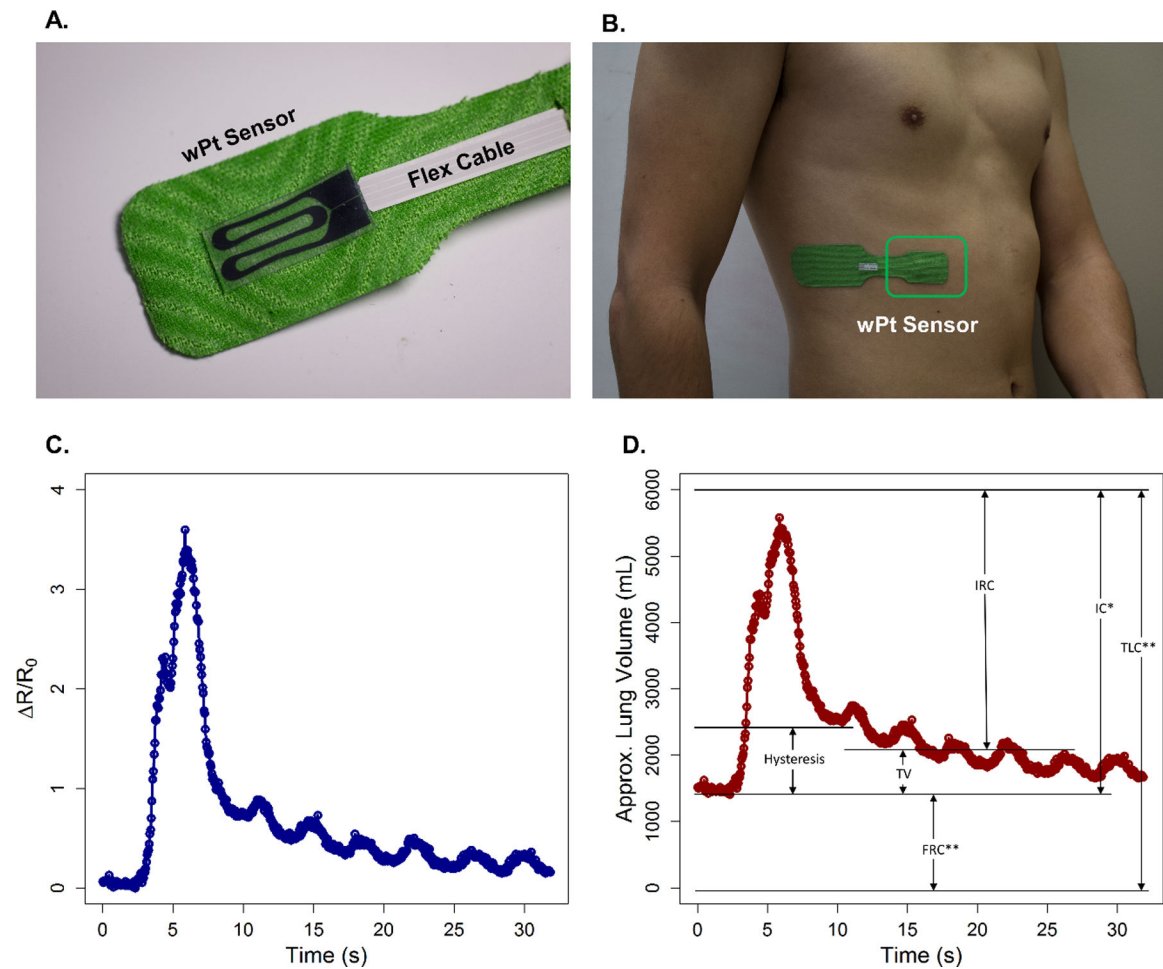 A.
B.
wPt Sensor
Flex Cable
wPt Sensor
C.
ΔR/R0
4
3
2
1
0
0 5 10 15 20 25 30
Time (s)
D.
Approx. Lung Volume (mL)
6000
5000
4000
3000
2000
1000
0
IRC
IC*
TLC**
Hysteresis
TV
FRC**
0 5 10 15 20 25 30
Time (s)